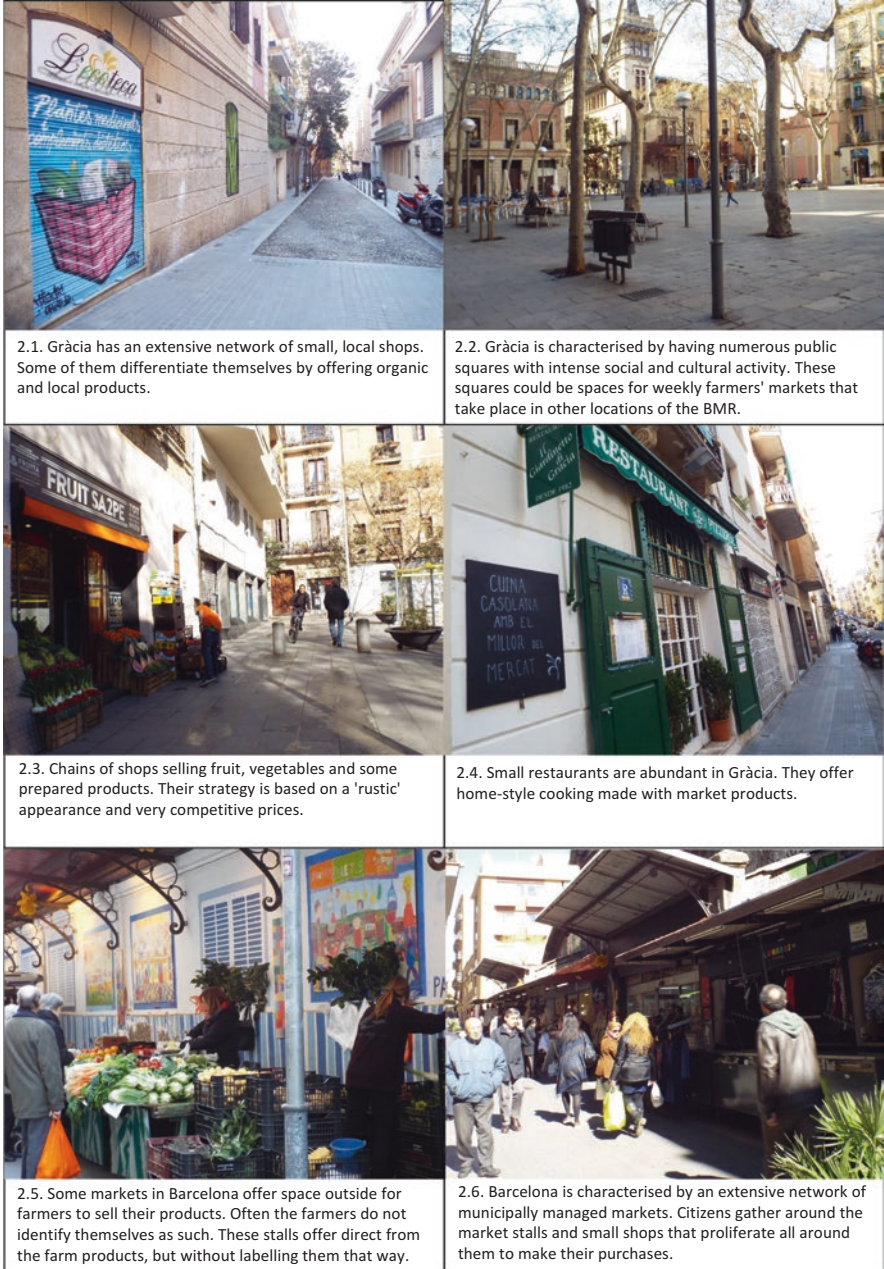 L'ecoteca
Plantes medicinals
complements dietètics
2.1. Gràcia has an extensive network of small, local shops.
Some of them differentiate themselves by offering organic
and local products.
2.2. Gràcia is characterised by having numerous public
squares with intense social and cultural activity. These
squares could be spaces for weekly farmers' markets that
take place in other locations of the BMR.
FRUIT SA2PE
2.3. Chains of shops selling fruit, vegetables and some
prepared products. Their strategy is based on a 'rustic'
appearance and very competitive prices.
Il
Giardinetto
di
Gràcia
DESDE 1982
RESTAURANT
CUINA
CASOLANA
AMB EL
MILLOR DEL
MERCAT
2.4. Small restaurants are abundant in Gràcia. They offer
home-style cooking made with market products.
2.5. Some markets in Barcelona offer space outside for
farmers to sell their products. Often the farmers do not
identify themselves as such. These stalls offer direct from
the farm products, but without labelling them that way.
2.6. Barcelona is characterised by an extensive network of
municipally managed markets. Citizens gather around the
market stalls and small shops that proliferate all around
them to make their purchases.